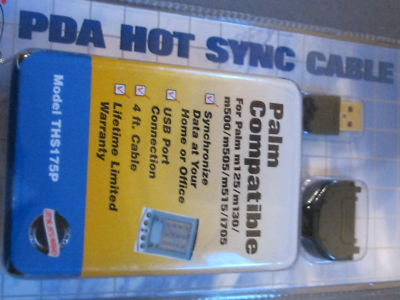 PDA HOT SYNC CABLE
Palm
Compatible
For Palm m125/m130/
m500/m505/m515/i705
Synchronize
Data at Your
Home or Office
USB Port
Connection
4 ft. Cable
Lifetime Limited
Warranty
Model THS175P